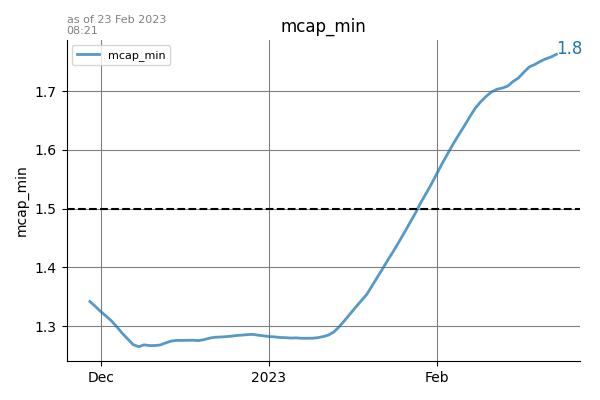 as of 23 Feb 2023
08:21
mcap_min
mcap_min
1.8
1.7
1.6
1.5
1.4
1.3
mcap_min
Dec
2023
Feb